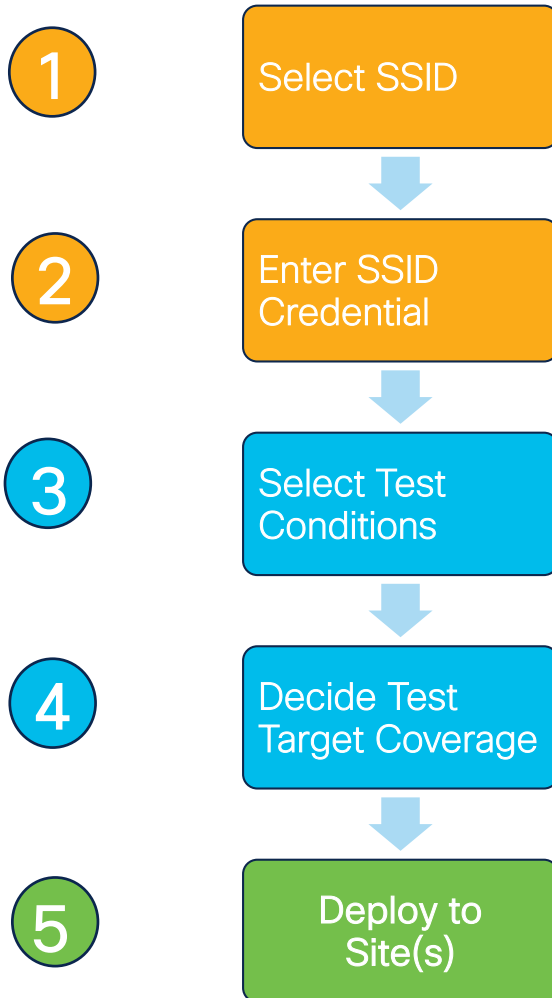 1
Select SSID
2
Enter SSID
Credential
3
Select Test
Conditions
4
Decide Test
Target Coverage
5
Deploy to
Site(s)